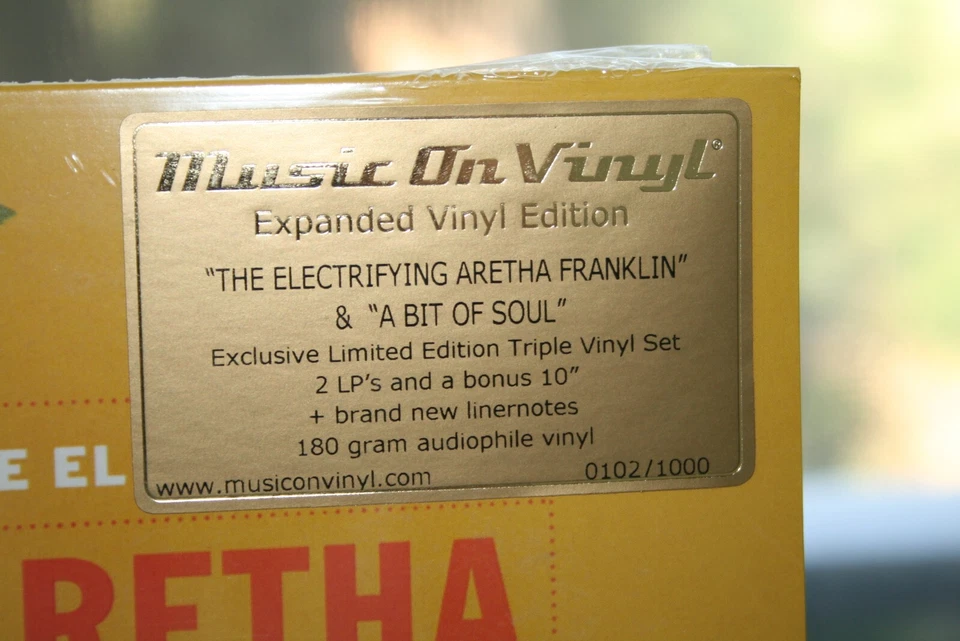 Music On Vinyl®
Expanded Vinyl Edition
"THE ELECTRIFYING ARETHA FRANKLIN"
& "A BIT OF SOUL"
Exclusive Limited Edition Triple Vinyl Set
2 LP's and a bonus 10"
+ brand new linernotes
180 gram audiophile vinyl
www.musiconvinyl.com 0102/1000
E EL
RETHA